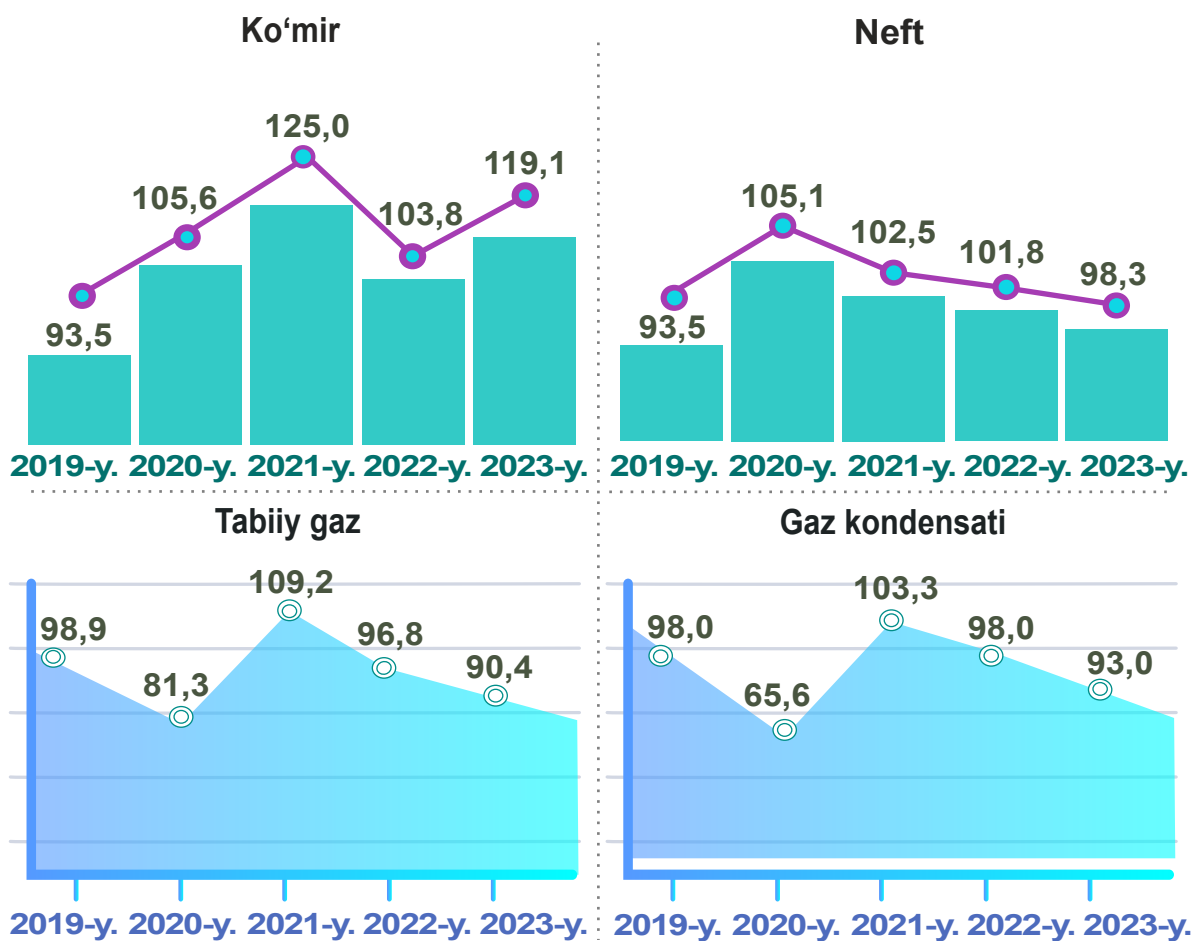 Ko‘mir
125,0
119,1
105,6
103,8
93,5
2019-y. 2020-y. 2021-y. 2022-y. 2023-y.
Neft
105,1
102,5
101,8
98,3
93,5
2019-y. 2020-y. 2021-y. 2022-y. 2023-y.
Tabiiy gaz
109,2
98,9
96,8
90,4
81,3
2019-y. 2020-y. 2021-y. 2022-y. 2023-y.
Gaz kondensati
103,3
98,0
98,0
93,0
65,6
2019-y. 2020-y. 2021-y. 2022-y. 2023-y.